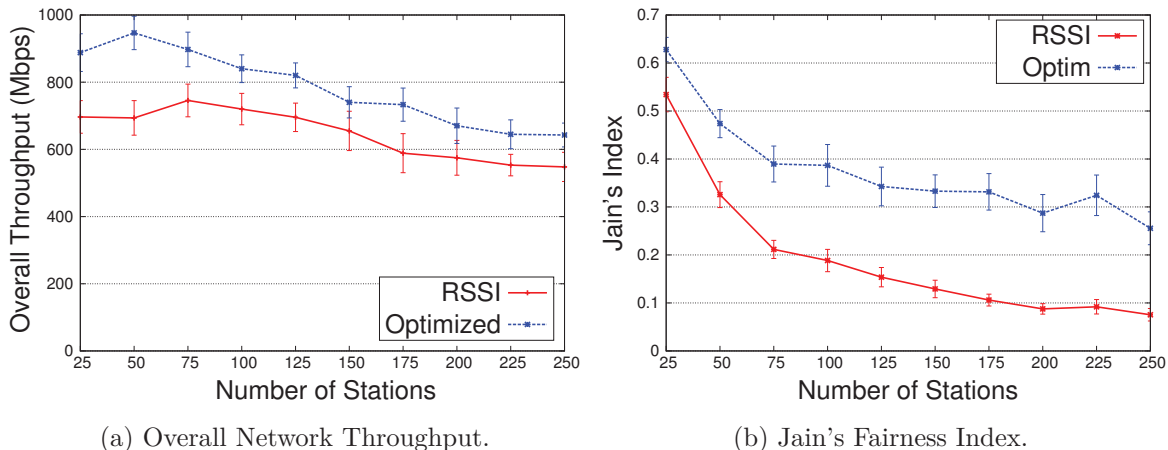 1000
800
600
400
200
0
25 50 75 100 125 150 175 200 225 250
Overall Throughput (Mbps)
Number of Stations
RSSI
Optimized
(a) Overall Network Throughput.
0.7
0.6
0.5
0.4
0.3
0.2
0.1
0
25 50 75 100 125 150 175 200 225 250
Jain's Index
Number of Stations
RSSI
Optim
(b) Jain's Fairness Index.